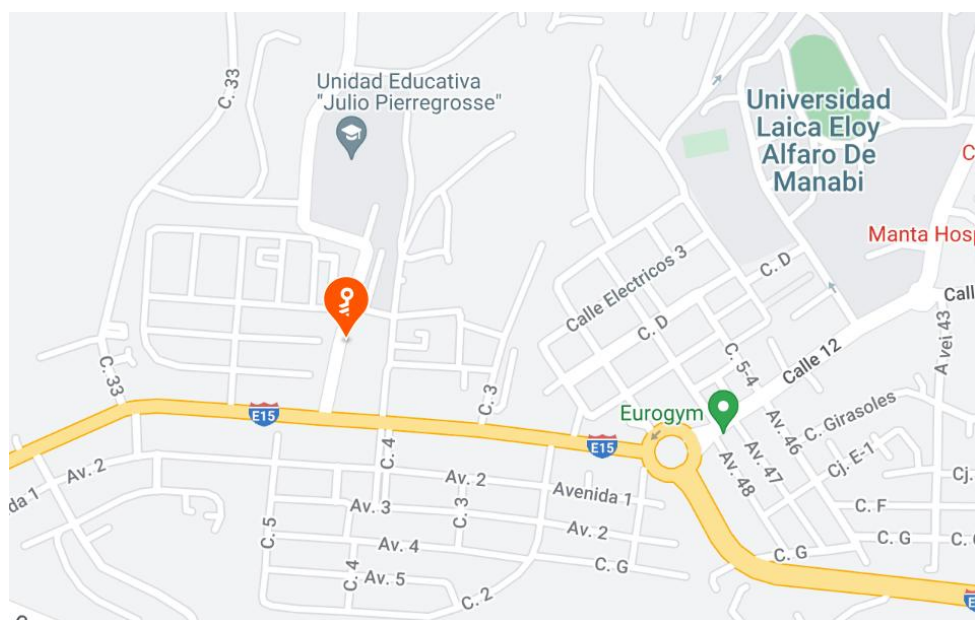 C. 33
Unidad Educativa
"Julio Pierregrosse"
Universidad
Laica Eloy
Alfaro De
Manabi
C
Manta Hosp
Calle Electricos 3
C. D
C. D
Calle 12
Call
A vei 43
C. 33
C. 3
C. 5-4
Eurogym
C. Girasoles
E15
E15
C. 4
Av. 46
Av. 47
Av. 48
Cj. E-1
Cj.
Av. 2
da 1
Av. 2
Avenida 1
C. 5
Av. 3
C. 3
Av. 2
C. F
Av. 4
C. G
C. G
C. G
C. 4
Av. 5
C. 2
E